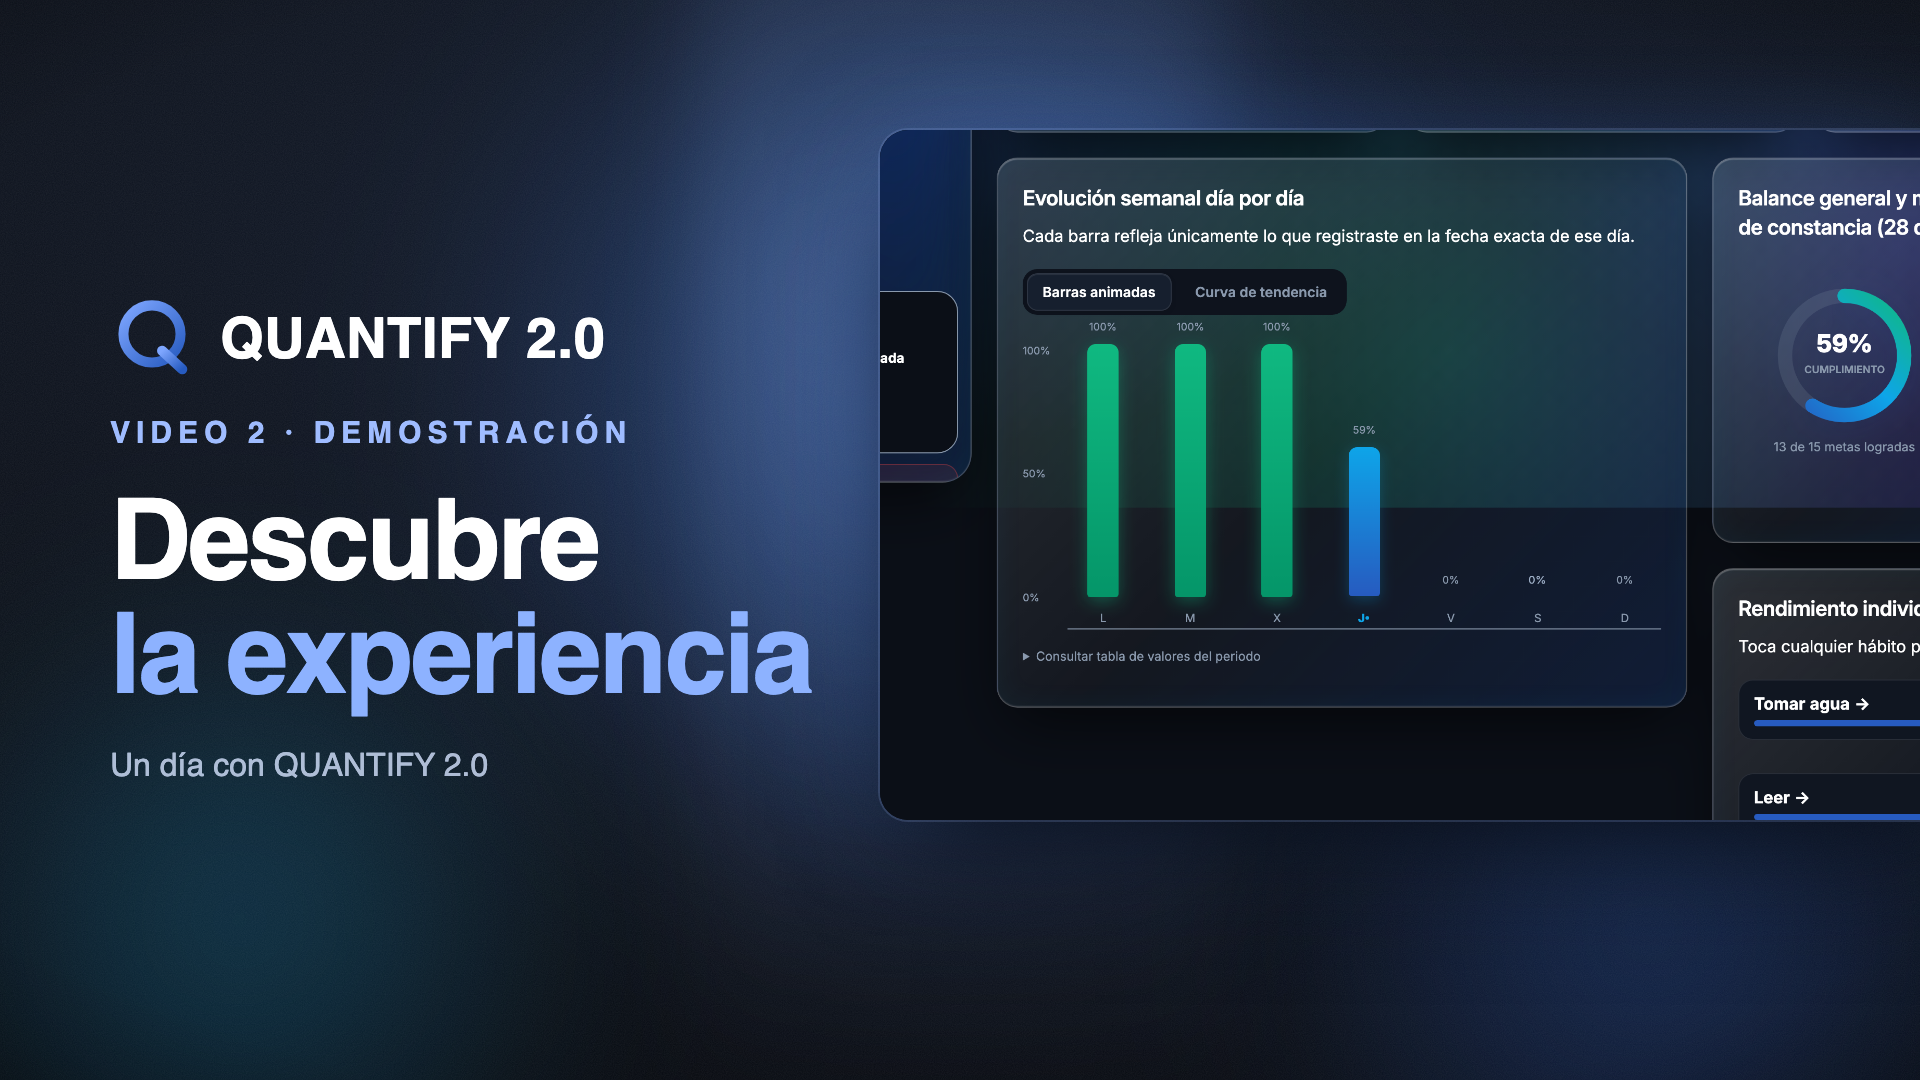 QUANTIFY 2.0
VIDEO 2 · DEMOSTRACIÓN
Descubre
la experiencia
Un día con QUANTIFY 2.0
ada
Evolución semanal día por día
Cada barra refleja únicamente lo que registraste en la fecha exacta de ese día.
Barras animadas
Curva de tendencia
100% 100% 100%
100%
59%
50%
0% 0% 0%
0%
L M X J• V S D
▶ Consultar tabla de valores del periodo
Balance general y
de constancia (28
59%
CUMPLIMIENTO
13 de 15 metas logradas
Rendimiento
Toca cualquier hábito
Tomar agua →
Leer →